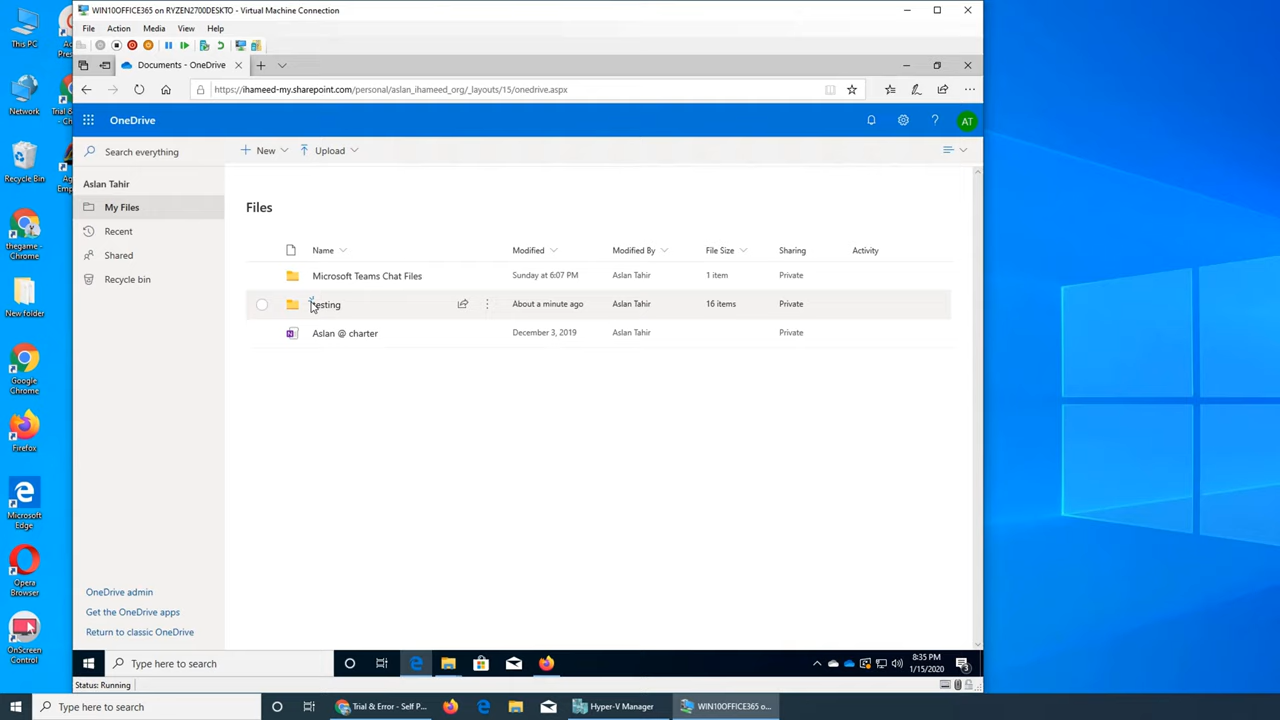 WIN10OFFICE365 on RYZEN2700DESKTO - Virtual Machine Connection
File Action Media View Help
Documents - OneDrive
https://ihameed-my.sharepoint.com/personal/aslan_ihameed_org/_layouts/15/onedrive.aspx
OneDrive
AT
Search everything
New
Upload
Aslan Tahir
My Files
Recent
Shared
Recycle bin
Files
Name Modified Modified By File Size Sharing Activity
Microsoft Teams Chat Files Sunday at 6:07 PM Aslan Tahir 1 item Private
testing About a minute ago Aslan Tahir 16 items Private
Aslan @ charter December 3, 2019 Aslan Tahir Private
OneDrive admin
Get the OneDrive apps
Return to classic OneDrive
Type here to search
8:35 PM
1/15/2020
3
Status: Running
This PC
Network
Recycle Bin
thegame -
Chrome
New folder
Google
Chrome
Firefox
Microsoft
Edge
Opera
Browser
OnScreen
Control
Type here to search
Trial & Error - Self P...
Hyper-V Manager
WIN10OFFICE365 o...